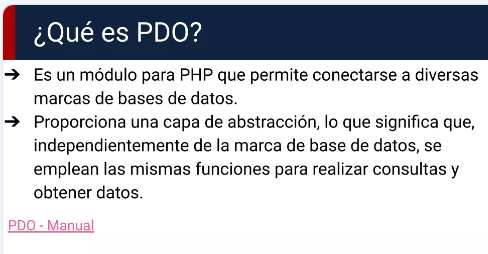 ¿Qué es PDO?
➔ Es un módulo para PHP que permite conectarse a diversas
marcas de bases de datos.
➔ Proporciona una capa de abstracción, lo que significa que,
independientemente de la marca de base de datos, se
emplean las mismas funciones para realizar consultas y
obtener datos.
PDO - Manual